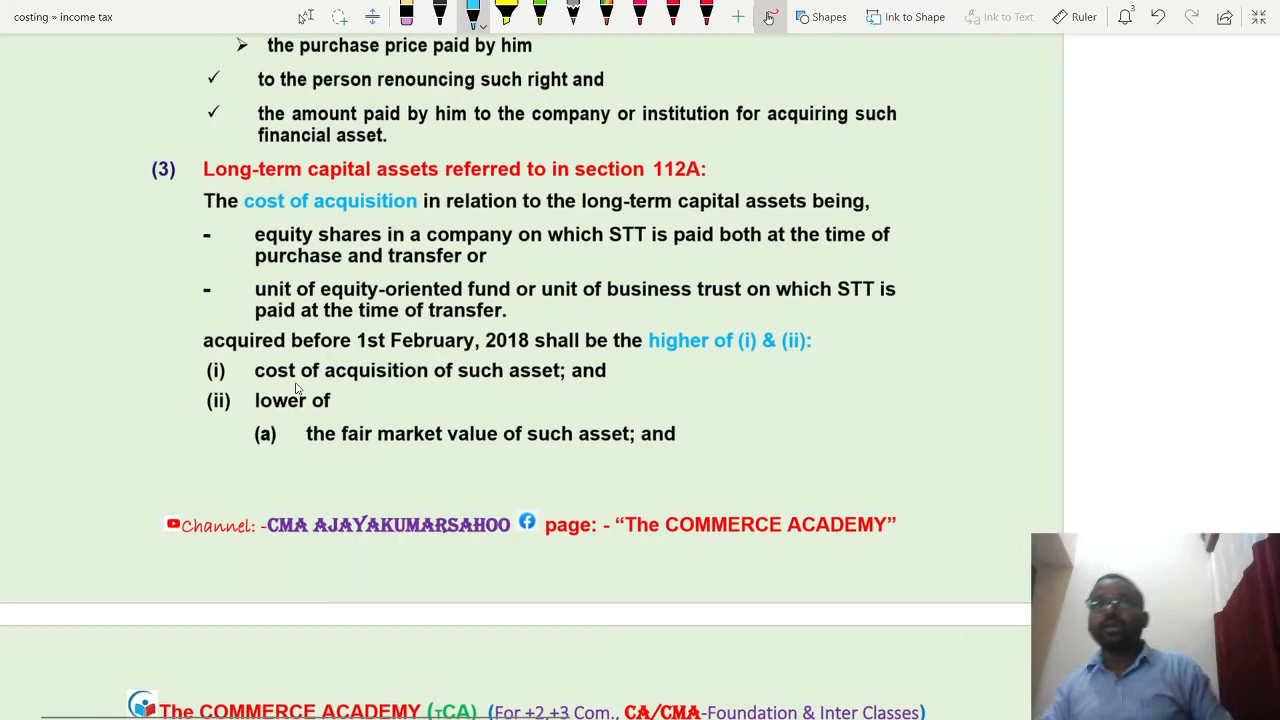 costing » income tax
Shapes
Ink to Shape
Ink to Text
Ruler
➢ the purchase price paid by him
✓ to the person renouncing such right and
✓ the amount paid by him to the company or institution for acquiring such
financial asset.
(3) Long-term capital assets referred to in section 112A:
The cost of acquisition in relation to the long-term capital assets being,
- equity shares in a company on which STT is paid both at the time of
purchase and transfer or
- unit of equity-oriented fund or unit of business trust on which STT is
paid at the time of transfer.
acquired before 1st February, 2018 shall be the higher of (i) & (ii):
(i) cost of acquisition of such asset; and
(ii) lower of
(a) the fair market value of such asset; and
Channel: -CMA AJAYAKUMARSAHOO page: - “The COMMERCE ACADEMY”
The COMMERCE ACADEMY (TCA) (For +2,+3 Com., CA/CMA-Foundation & Inter Classes)